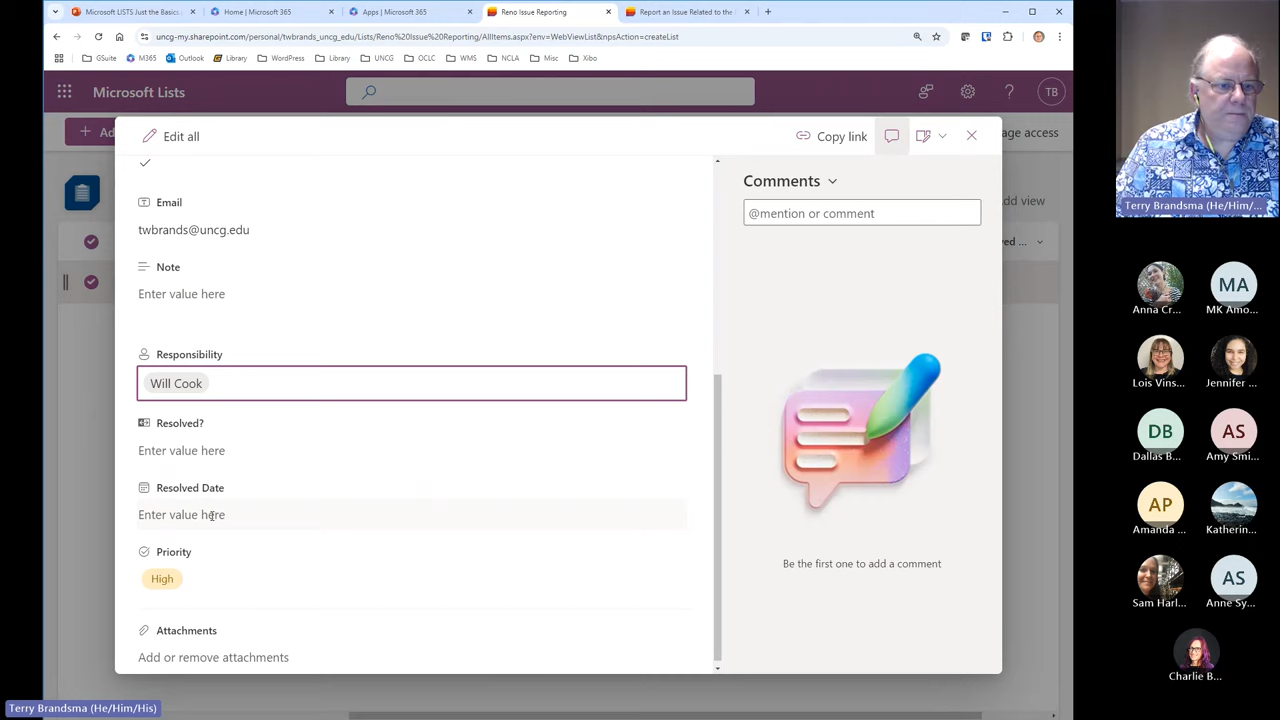 Microsoft LISTS Just the Basics
Home | Microsoft 365
Apps | Microsoft 365
Reno Issue Reporting
Report an Issue Related to the
uncg-my.sharepoint.com/personal/twbrands_uncg_edu/Lists/Reno%20Issue%20Reporting/AllItems.aspx?env=WebViewList&npsAction=createList
GSuite
M365
Outlook
Library
WordPress
Library
UNCG
OCLC
WMS
NCLA
Misc
Xibo
Microsoft Lists
TB
Ad
age access
Edit all
Copy link
Email
twbrands@uncg.edu
Note
Enter value here
Responsibility
Will Cook
Resolved?
Enter value here
Resolved Date
Enter value here
Priority
High
Attachments
Add or remove attachments
Comments
@mention or comment
Be the first one to add a comment
dd view
ved ...
Terry Brandsma (He/Him/...
Anna Cr...
MA
MK Amo...
Lois Vins...
Jennifer ...
DB
Dallas B...
AS
Amy Smi...
AP
Amanda ...
Katherin...
Sam Harl...
AS
Anne Sy...
Charlie B...
Terry Brandsma (He/Him/His)